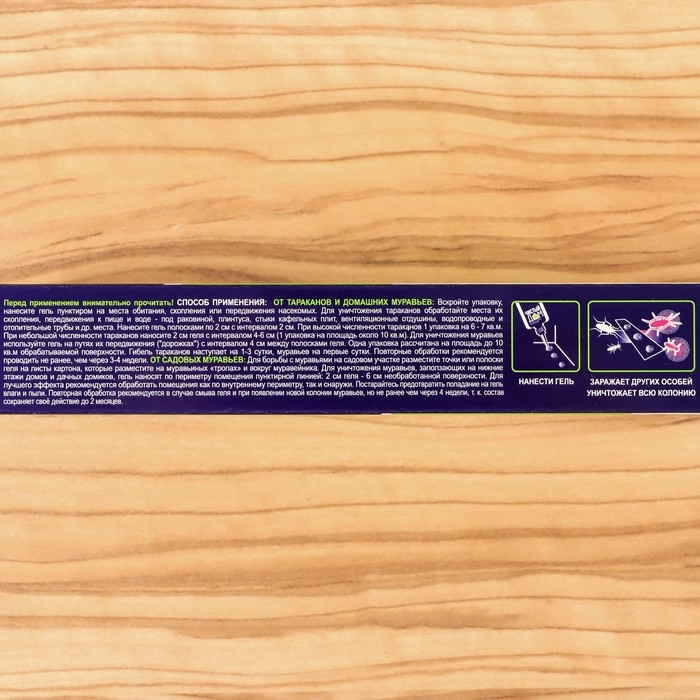 Перед применением внимательно прочитать! СПОСОБ ПРИМЕНЕНИЯ: ОТ ТАРАКАНОВ И ДОМАШНИХ МУРАВЬЕВ: Вскройте упаковку,
нанесите гель пунктиром на места обитания, скопления или передвижения насекомых. Для уничтожения тараканов обработайте места их
скопления, передвижения к пище и воде - под раковиной, плинтуса, стыки кафельных плит, вентиляционные отдушины, водопроводные и
отопительные трубы и др. места. Нанесите гель полосками по 2 см с интервалом 2 см. При высокой численности тараканов 1 упаковка на 6 - 7 кв.м.
При небольшой численности тараканов нанесите 2 см геля с интервалом 4-6 см (1 упаковка на площадь около 10 кв.м). Для уничтожения муравьев
используйте гель на путях их передвижения ("дорожках") с интервалом 4 см между полосками геля. Одна упаковка рассчитана на площадь до 10
кв.м обрабатываемой поверхности. Гибель тараканов наступает на 1-3 сутки, муравьев на первые сутки. Повторные обработки рекомендуется
проводить не ранее, чем через 3-4 недели. ОТ САДОВЫХ МУРАВЬЕВ: Для борьбы с муравьями на садовом участке разместите точки или полоски
геля на листы картона, которые разместите на муравьиных «тропах» и вокруг муравейника. Для уничтожения муравьев, заползающих на нижние
этажи домов и дачных домиков, гель наносят по периметру помещения пунктирной линией: 2 см геля - 6 см необработанной поверхности. Для
лучшего эффекта рекомендуется обработать помещения как по внутреннему периметру, так и снаружи. Постарайтесь предотвратить попадание на гель
влаги и пыли. Повторная обработка рекомендуется в случае смыва геля и при появлении новой колонии муравьев, но не ранее чем через 4 недели, т. к. состав
сохраняет своё действие до 2 месяцев.
НАНЕСТИ ГЕЛЬ
ЗАРАЖАЕТ ДРУГИХ ОСОБЕЙ
УНИЧТОЖАЕТ ВСЮ КОЛОНИЮ